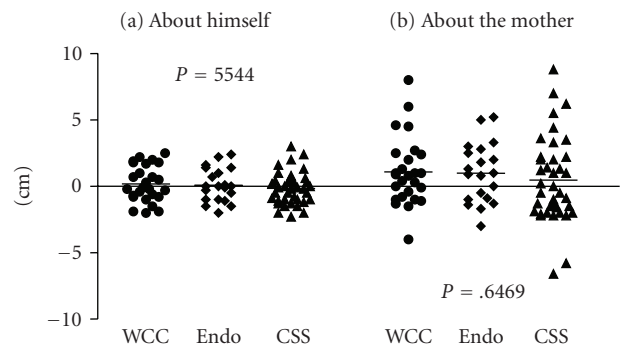 (a) About himself
(b) About the mother
10
P = 5544
5
0
(cm)
−5
P = .6469
−10
WCC Endo CSS WCC Endo CSS